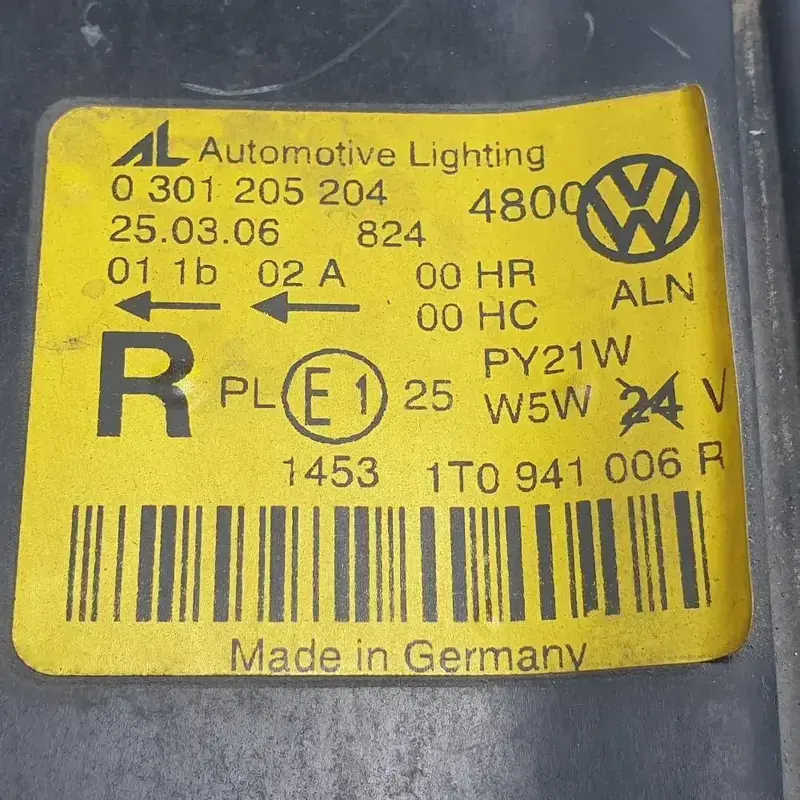 AL Automotive Lighting
0 301 205 204 4800
25.03.06 824
01 1b 02 A 00 HR
00 HC ALN
R PL E1 25 PY21W
W5W 24 V
1453 1T0 941 006 R
Made in Germany